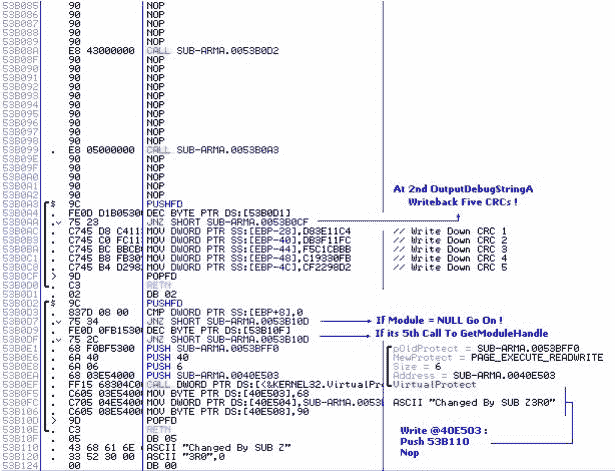 53B085 90 NOP
53B086 90 NOP
53B087 90 NOP
53B088 90 NOP
53B089 90 NOP
53B08A E8 43000000 CALL SUB-ARMA.0053B0D2
53B08F 90 NOP
53B090 90 NOP
53B091 90 NOP
53B092 90 NOP
53B093 90 NOP
53B094 90 NOP
53B095 90 NOP
53B096 90 NOP
53B097 90 NOP
53B098 90 NOP
53B099 . E8 05000000 CALL SUB-ARMA.0053B0A3
53B09E 90 NOP
53B09F 90 NOP
53B0A0 90 NOP
53B0A1 90 NOP
53B0A2 90 NOP
At 2nd OutputDebugStringA
Writeback Five CRCs !
53B0A3 $ 9C PUSHFD
53B0A4 . FE0D D1B05300 DEC BYTE PTR DS:[53B0D1]
53B0AA .v 75 23 JNZ SHORT SUB-ARMA.0053B0CF
53B0AC . C745 D8 C411 MOV DWORD PTR SS:[EBP-28],D83E11C4 // Write Down CRC 1
53B0B3 . C745 C0 FC11 MOV DWORD PTR SS:[EBP-40],DB3F11FC // Write Down CRC 2
53B0BA . C745 BC BBCB MOV DWORD PTR SS:[EBP-44],F5C1CBBB // Write Down CRC 3
53B0C1 . C745 B8 FB30 MOV DWORD PTR SS:[EBP-48],C19330FB // Write Down CRC 4
53B0C8 . C745 B4 D298 MOV DWORD PTR SS:[EBP-4C],CF2298D2 // Write Down CRC 5
53B0CF > 9D POPFD
53B0D0 . C3 RETN
53B0D1 . 02 DB 02
53B0D2 $ 9C PUSHFD
53B0D3 . 837D 08 00 CMP DWORD PTR SS:[EBP+8],0
53B0D7 .v 75 34 JNZ SHORT SUB-ARMA.0053B10D If Module = NULL Go On !
53B0D9 . FE0D 0FB15300 DEC BYTE PTR DS:[53B10F]
53B0DF .v 75 2C JNZ SHORT SUB-ARMA.0053B10D If its 5th Call To GetModuleHandle
53B0E1 . 68 F0BF5300 PUSH SUB-ARMA.0053BFF0 pOldProtect = SUB-ARMA.0053BFF0
53B0E6 . 6A 40 PUSH 40 NewProtect = PAGE_EXECUTE_READWRITE
53B0E8 . 6A 06 PUSH 6 Size = 6
53B0EA . 68 03E54000 PUSH SUB-ARMA.0040E503 Address = SUB-ARMA.0040E503
53B0EF . FF15 68304C0 CALL DWORD PTR DS:[<&KERNEL32.VirtualPro VirtualProtect
53B0F5 . C605 03E5400 MOV BYTE PTR DS:[40E503],68
53B0FC . C705 04E5400 MOV DWORD PTR DS:[40E504],SUB-ARMA.0053 ASCII "Changed By SUB Z3R0"
53B106 . C605 08E5400 MOV BYTE PTR DS:[40E508],90
53B10D > 9D POPFD
53B10E . C3 RETN
53B10F . 05 DB 05
53B110 . 43 68 61 6E ASCII "Changed By SUB Z"
53B120 . 33 52 30 00 ASCII "3R0",0
53B124 00 DB 00
Write @40E503 :
Push 53B110
Nop